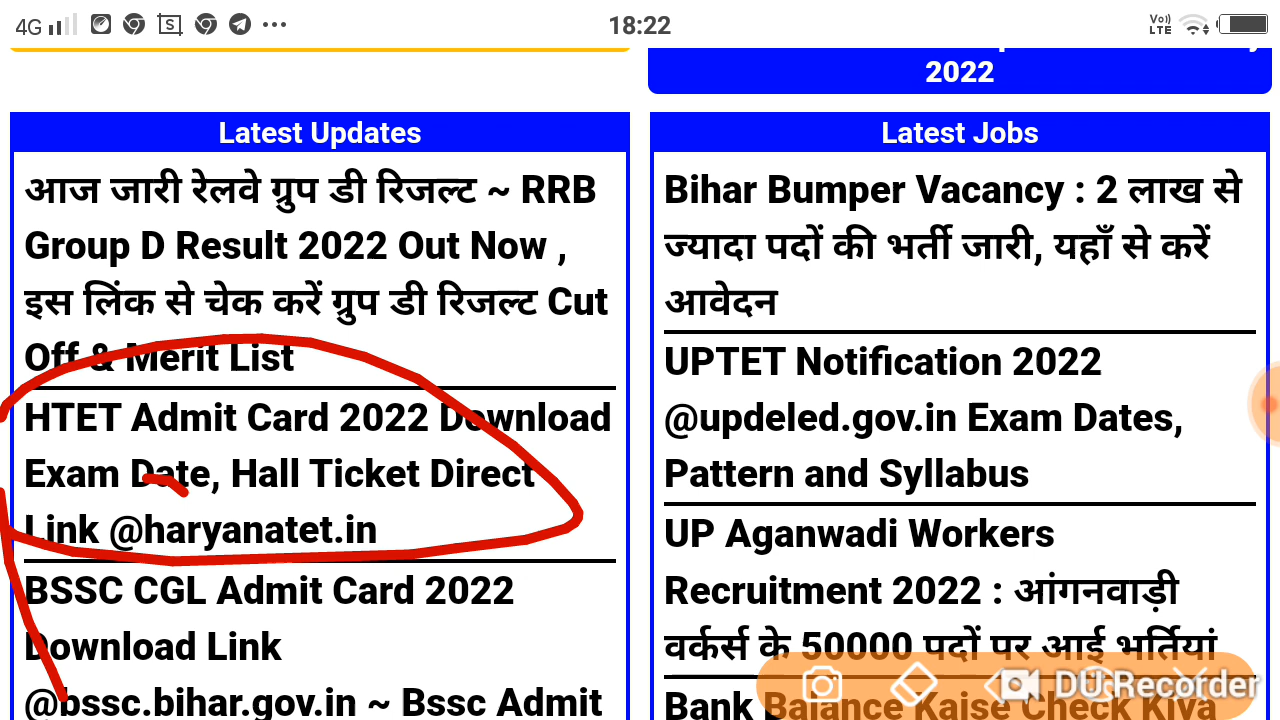 4G
18:22
Vo)) LTE
2022
Latest Updates
आज जारी रेलवे ग्रुप डी रिजल्ट ~ RRB
Group D Result 2022 Out Now ,
इस लिंक से चेक करें ग्रुप डी रिजल्ट Cut
Off & Merit List
HTET Admit Card 2022 Download
Exam Date, Hall Ticket Direct
Link @haryanatet.in
BSSC CGL Admit Card 2022
Download Link
@bssc.bihar.gov.in ~ Bssc Admit
Latest Jobs
Bihar Bumper Vacancy : 2 लाख से
ज्यादा पदों की भर्ती जारी, यहाँ से करें
आवेदन
UPTET Notification 2022
@updeled.gov.in Exam Dates,
Pattern and Syllabus
UP Aganwadi Workers
Recruitment 2022 : आंगनवाड़ी
वर्कर्स के 50000 पदों पर आई भर्तियां
Bank Balance Kaise Check Kiya
DU Recorder